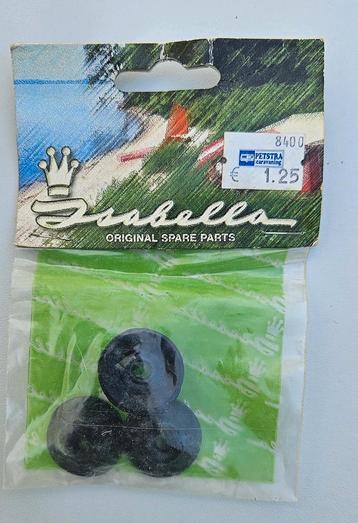 8400
PETSTRA
caravaning
€ 1.25
Isabella
ORIGINAL SPARE PARTS